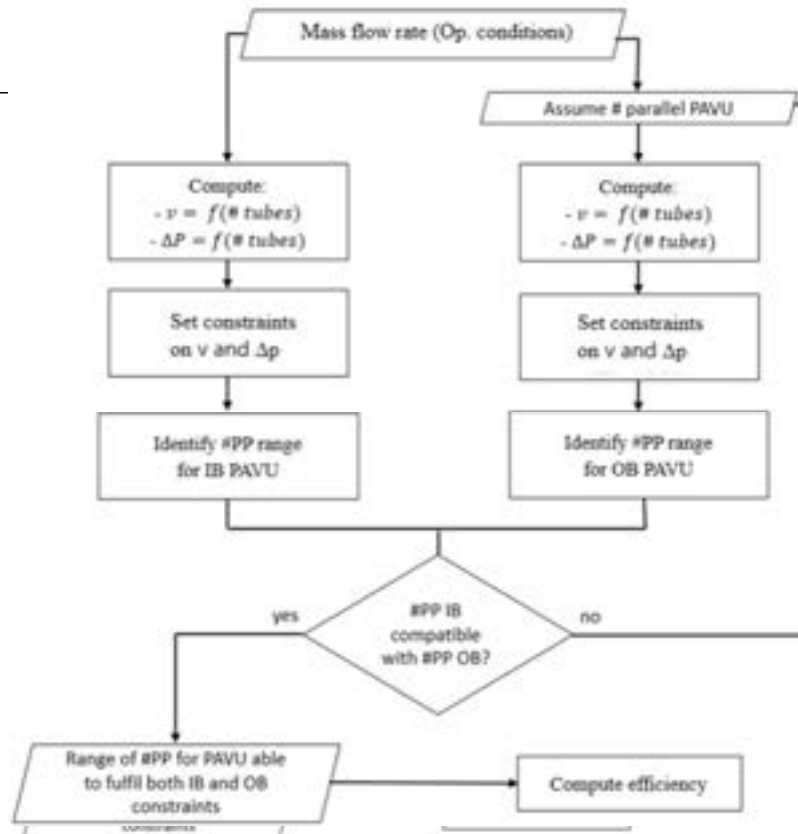 Mass flow rate (Op. conditions)
Assume # parallel PAVU
Compute:
- v = f(# tubes)
- ΔP = f(# tubes)
Compute:
- v = f(# tubes)
- ΔP = f(# tubes)
Set constraints
on v and Δp
Set constraints
on v and Δp
Identify #PP range
for IB PAVU
Identify #PP range
for OB PAVU
yes
#PP IB
compatible
with #PP OB?
no
Range of #PP for PAVU able
to fulfil both IB and OB
constraints
Compute efficiency
constraints